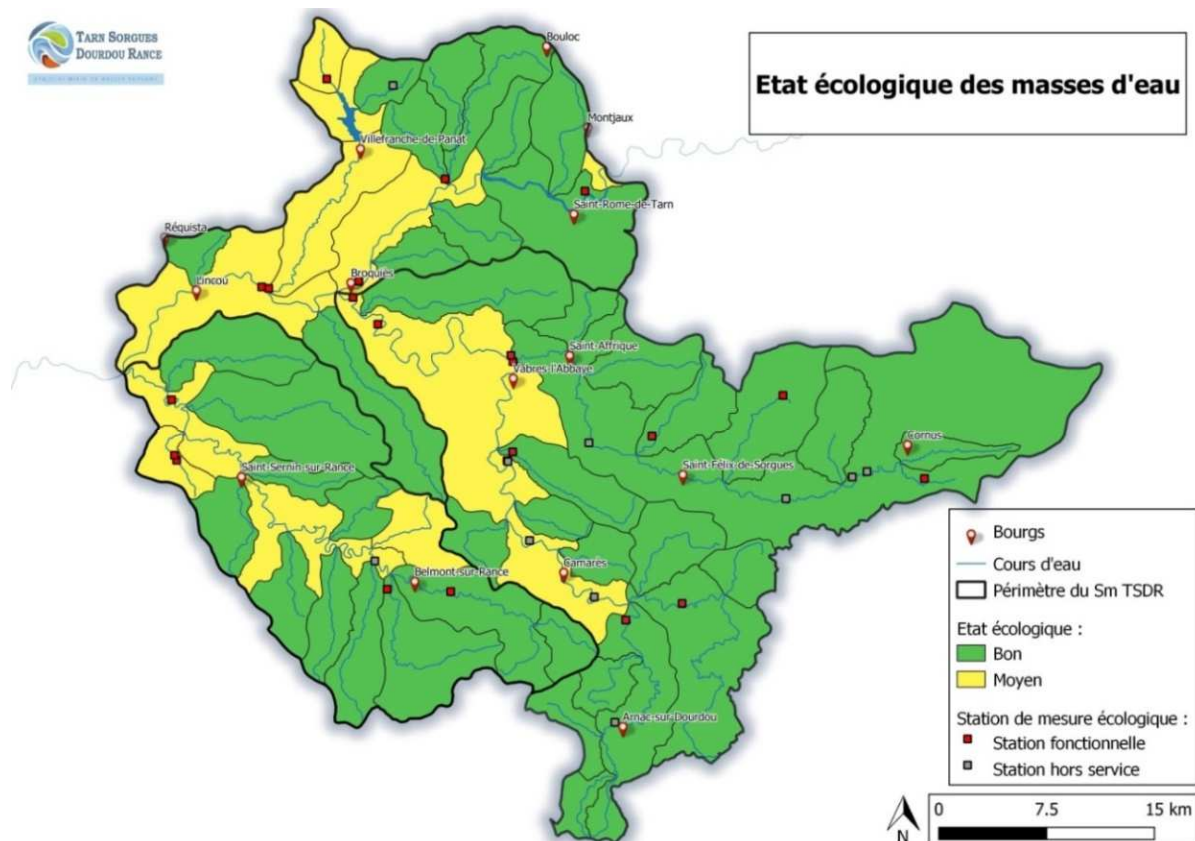 TARN SORGUES
DOURDOU RANCE
Etat écologique des masses d'eau
Bouloc
Montjaux
Villefranche-de-Panat
Saint-Rome-de-Tarn
Réquista
Lincou
Broquiès
Saint-Affrique
Vabres-l'Abbaye
Cornus
Saint-Félix-de-Sorgues
Saint-Sernin-sur-Rance
Camarès
Belmont-sur-Rance
Arnac-sur-Dourdou
Bourgs
Cours d'eau
Périmètre du Sm TSDR
Etat écologique :
Bon
Moyen
Station de mesure écologique :
Station fonctionnelle
Station hors service
N
0 7.5 15 km